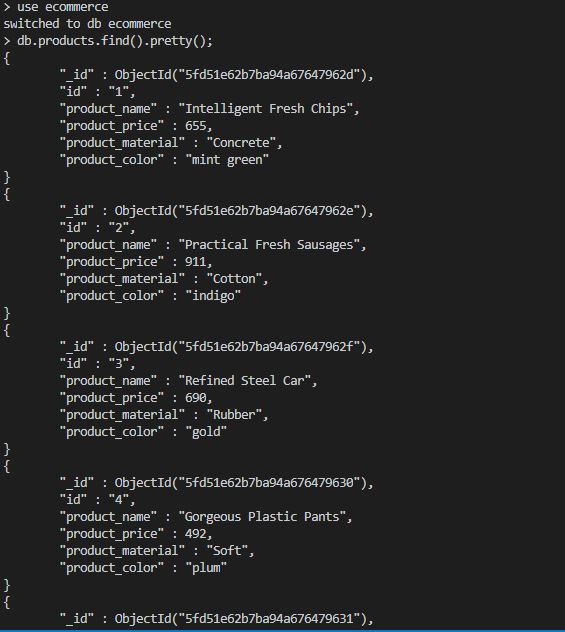 > use ecommerce
switched to db ecommerce
> db.products.find().pretty();
{
"_id" : ObjectId("5fd51e62b7ba94a67647962d"),
"id" : "1",
"product_name" : "Intelligent Fresh Chips",
"product_price" : 655,
"product_material" : "Concrete",
"product_color" : "mint green"
}
{
"_id" : ObjectId("5fd51e62b7ba94a67647962e"),
"id" : "2",
"product_name" : "Practical Fresh Sausages",
"product_price" : 911,
"product_material" : "Cotton",
"product_color" : "indigo"
}
{
"_id" : ObjectId("5fd51e62b7ba94a67647962f"),
"id" : "3",
"product_name" : "Refined Steel Car",
"product_price" : 690,
"product_material" : "Rubber",
"product_color" : "gold"
}
{
"_id" : ObjectId("5fd51e62b7ba94a676479630"),
"id" : "4",
"product_name" : "Gorgeous Plastic Pants",
"product_price" : 492,
"product_material" : "Soft",
"product_color" : "plum"
}
{
"_id" : ObjectId("5fd51e62b7ba94a676479631"),